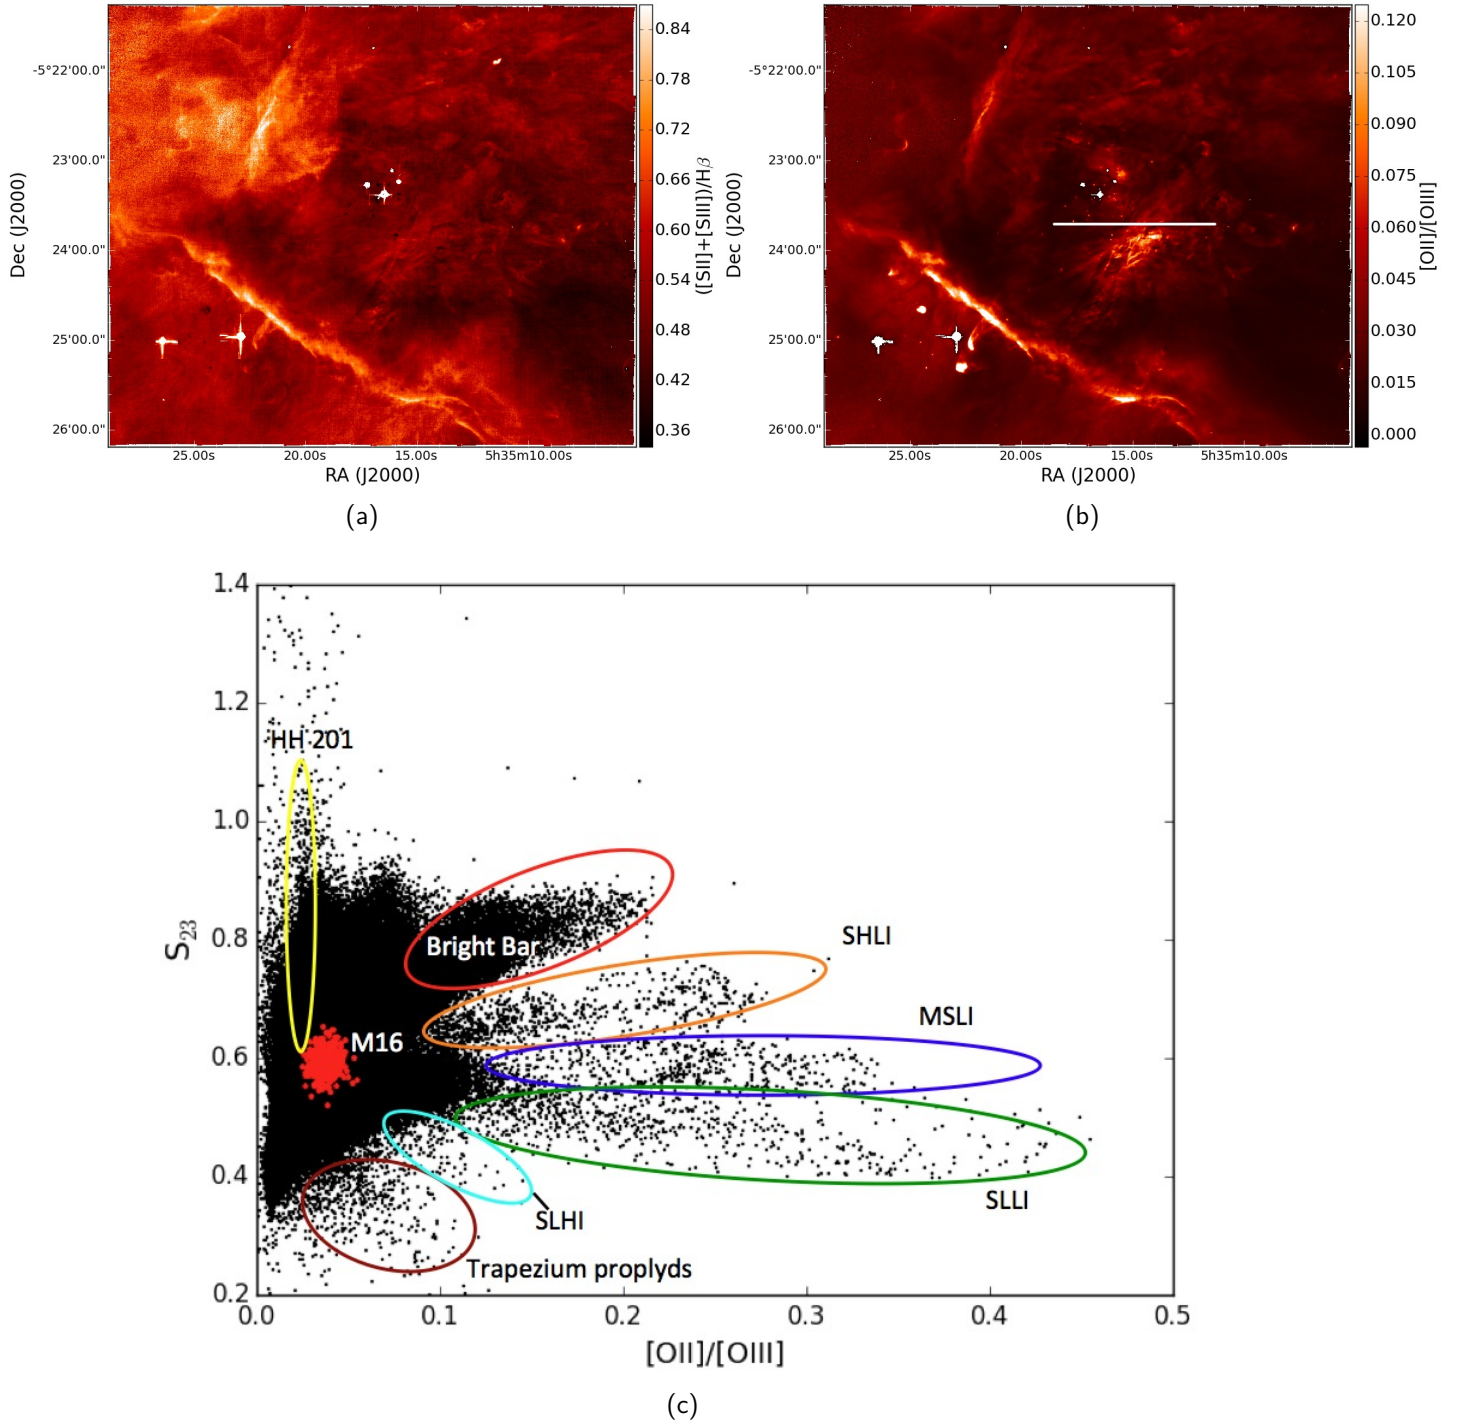 Dec (J2000)
-5°22'00.0"
23'00.0"
24'00.0"
25'00.0"
26'00.0"
25.00s 20.00s 15.00s 5h35m10.00s
RA (J2000)
0.84
0.78
0.72
0.66
0.60
0.54
0.48
0.42
0.36
([SII]+[SIII])/Hβ
(a)
Dec (J2000)
-5°22'00.0"
23'00.0"
24'00.0"
25'00.0"
26'00.0"
25.00s 20.00s 15.00s 5h35m10.00s
RA (J2000)
0.120
0.105
0.090
0.075
0.060
0.045
0.030
0.015
0.000
[OII]/[OIII]
(b)
S₂₃
1.4
1.2
1.0
0.8
0.6
0.4
0.2
HH 201
Bright Bar
SHLI
MSLI
M16
SLLI
SLHI
Trapezium proplyds
0.0 0.1 0.2 0.3 0.4 0.5
[OII]/[OIII]
(c)